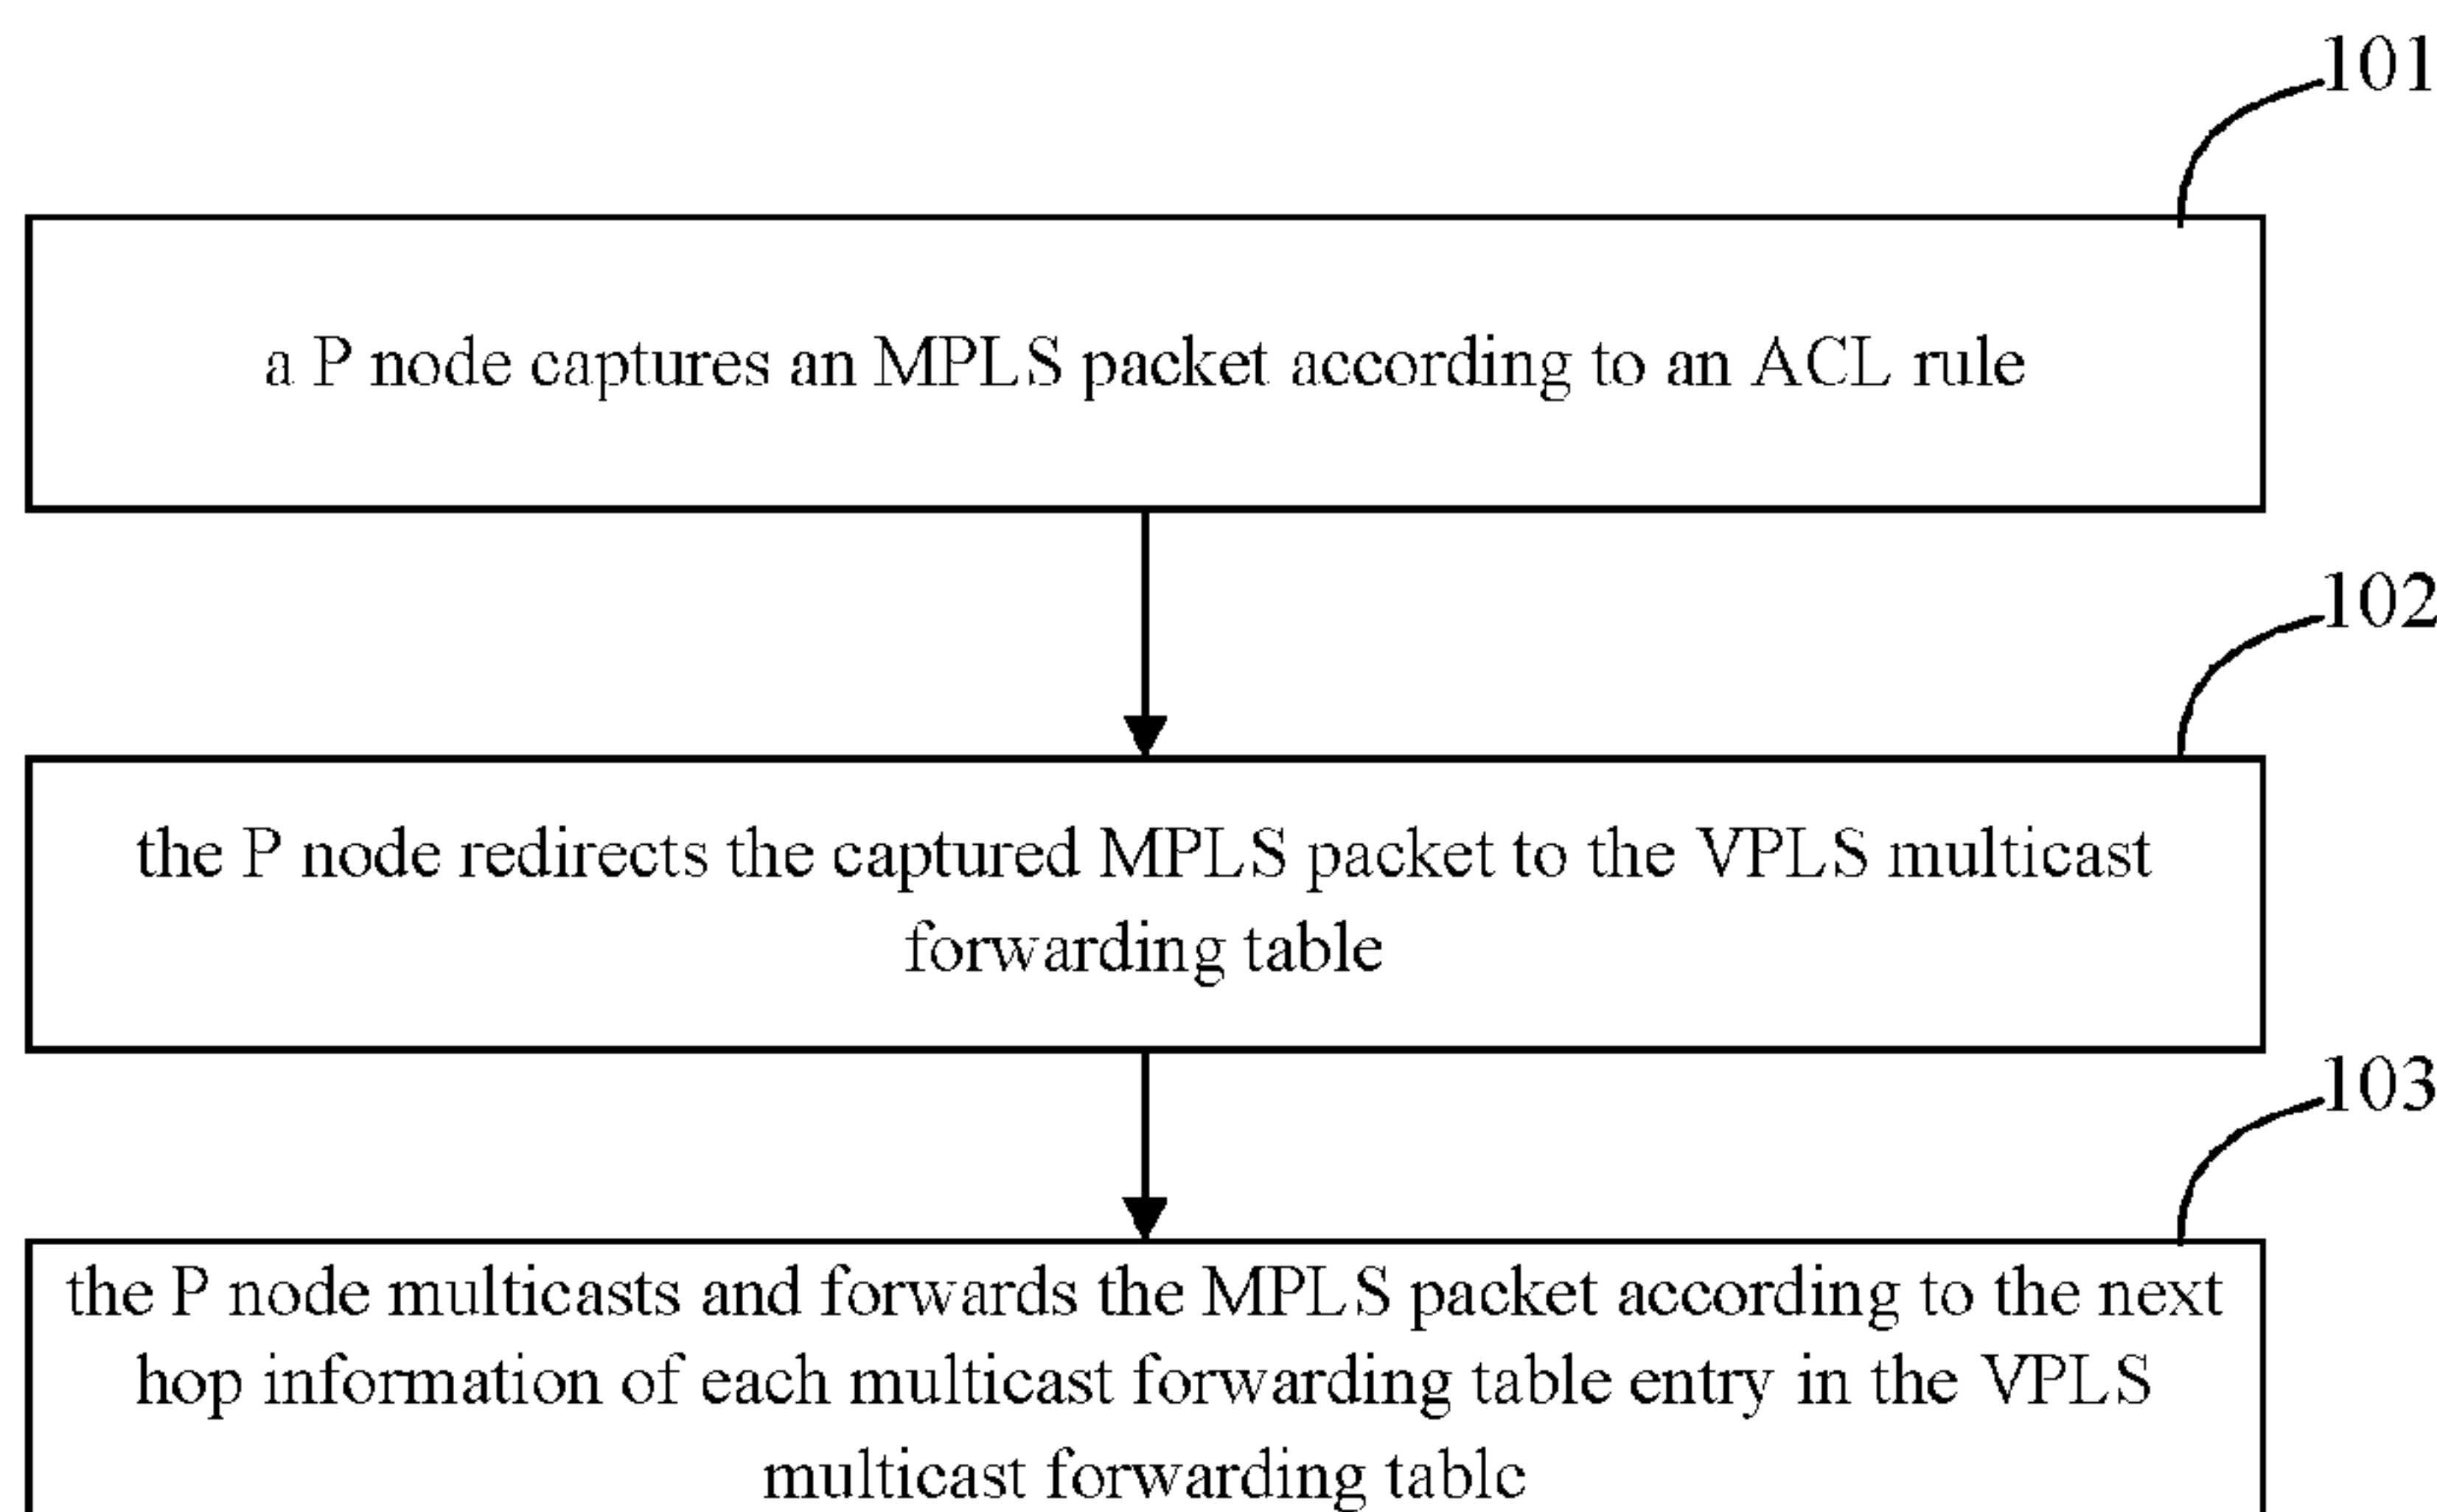 101
a P node captures an MPLS packet according to an ACL rule
102
the P node redirects the captured MPLS packet to the VPLS multicast
forwarding table
103
the P node multicasts and forwards the MPLS packet according to the next
hop information of each multicast forwarding table entry in the VPLS
multicast forwarding table